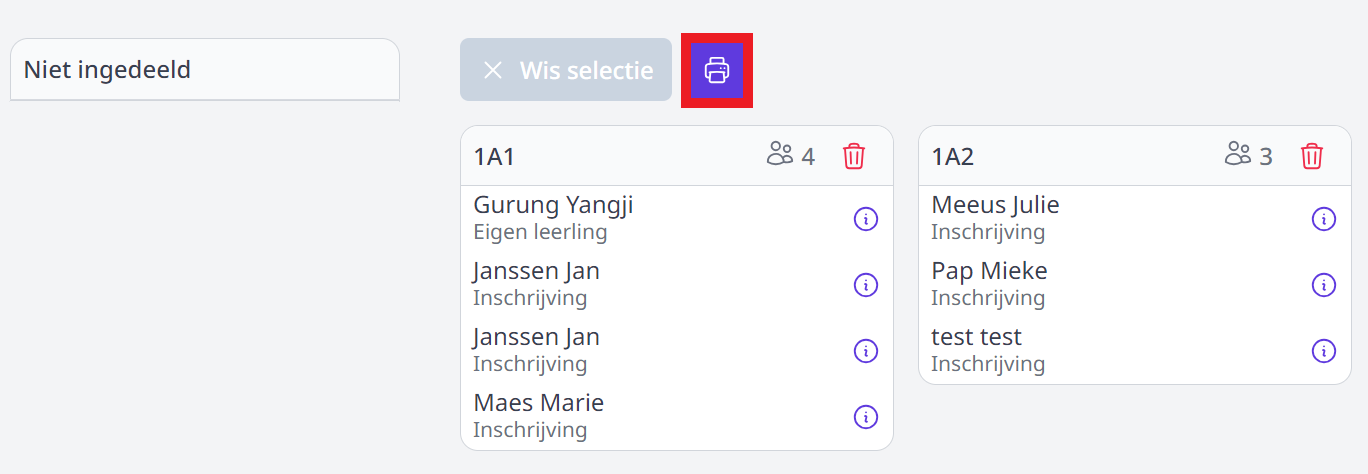 Niet ingedeeld
Wis selectie
1A1 4
Gurung Yangji
Eigen leerling
Janssen Jan
Inschrijving
Janssen Jan
Inschrijving
Maes Marie
Inschrijving
1A2 3
Meeus Julie
Inschrijving
Pap Mieke
Inschrijving
test test
Inschrijving